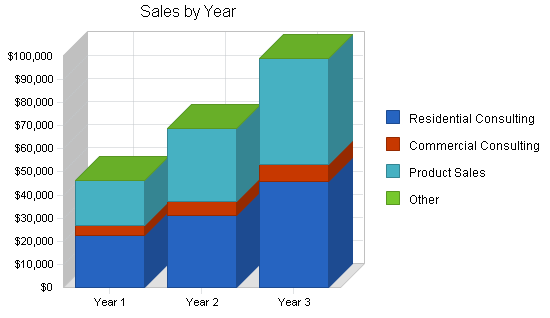 Sales by Year
$100,000
$90,000
$80,000
$70,000
$60,000
$50,000
$40,000
$30,000
$20,000
$10,000
$0
Year 1
Year 2
Year 3
Residential Consulting
Commercial Consulting
Product Sales
Other